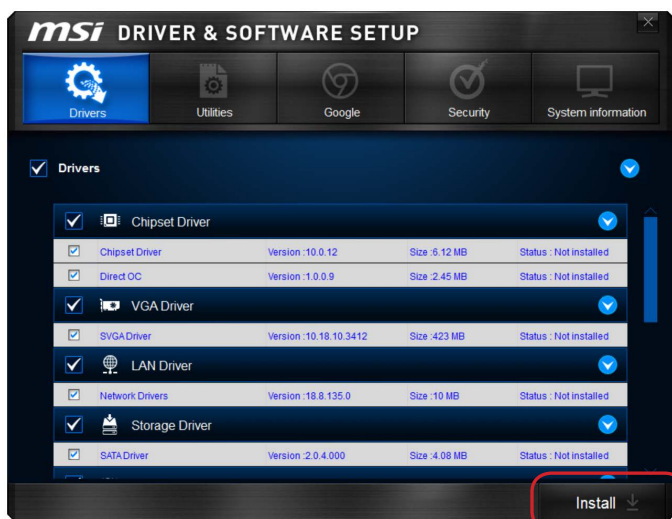 msi DRIVER & SOFTWARE SETUP
Drivers Utilities Google Security System information
Drivers
Chipset Driver
Chipset Driver Version :10.0.12 Size :6.12 MB Status : Not installed
Direct OC Version :1.0.0.9 Size :2.45 MB Status : Not installed
VGA Driver
SVGA Driver Version :10.18.10.3412 Size :423 MB Status : Not installed
LAN Driver
Network Drivers Version :18.8.135.0 Size :10 MB Status : Not installed
Storage Driver
SATA Driver Version :2.0.4.000 Size :4.08 MB Status : Not installed
Install